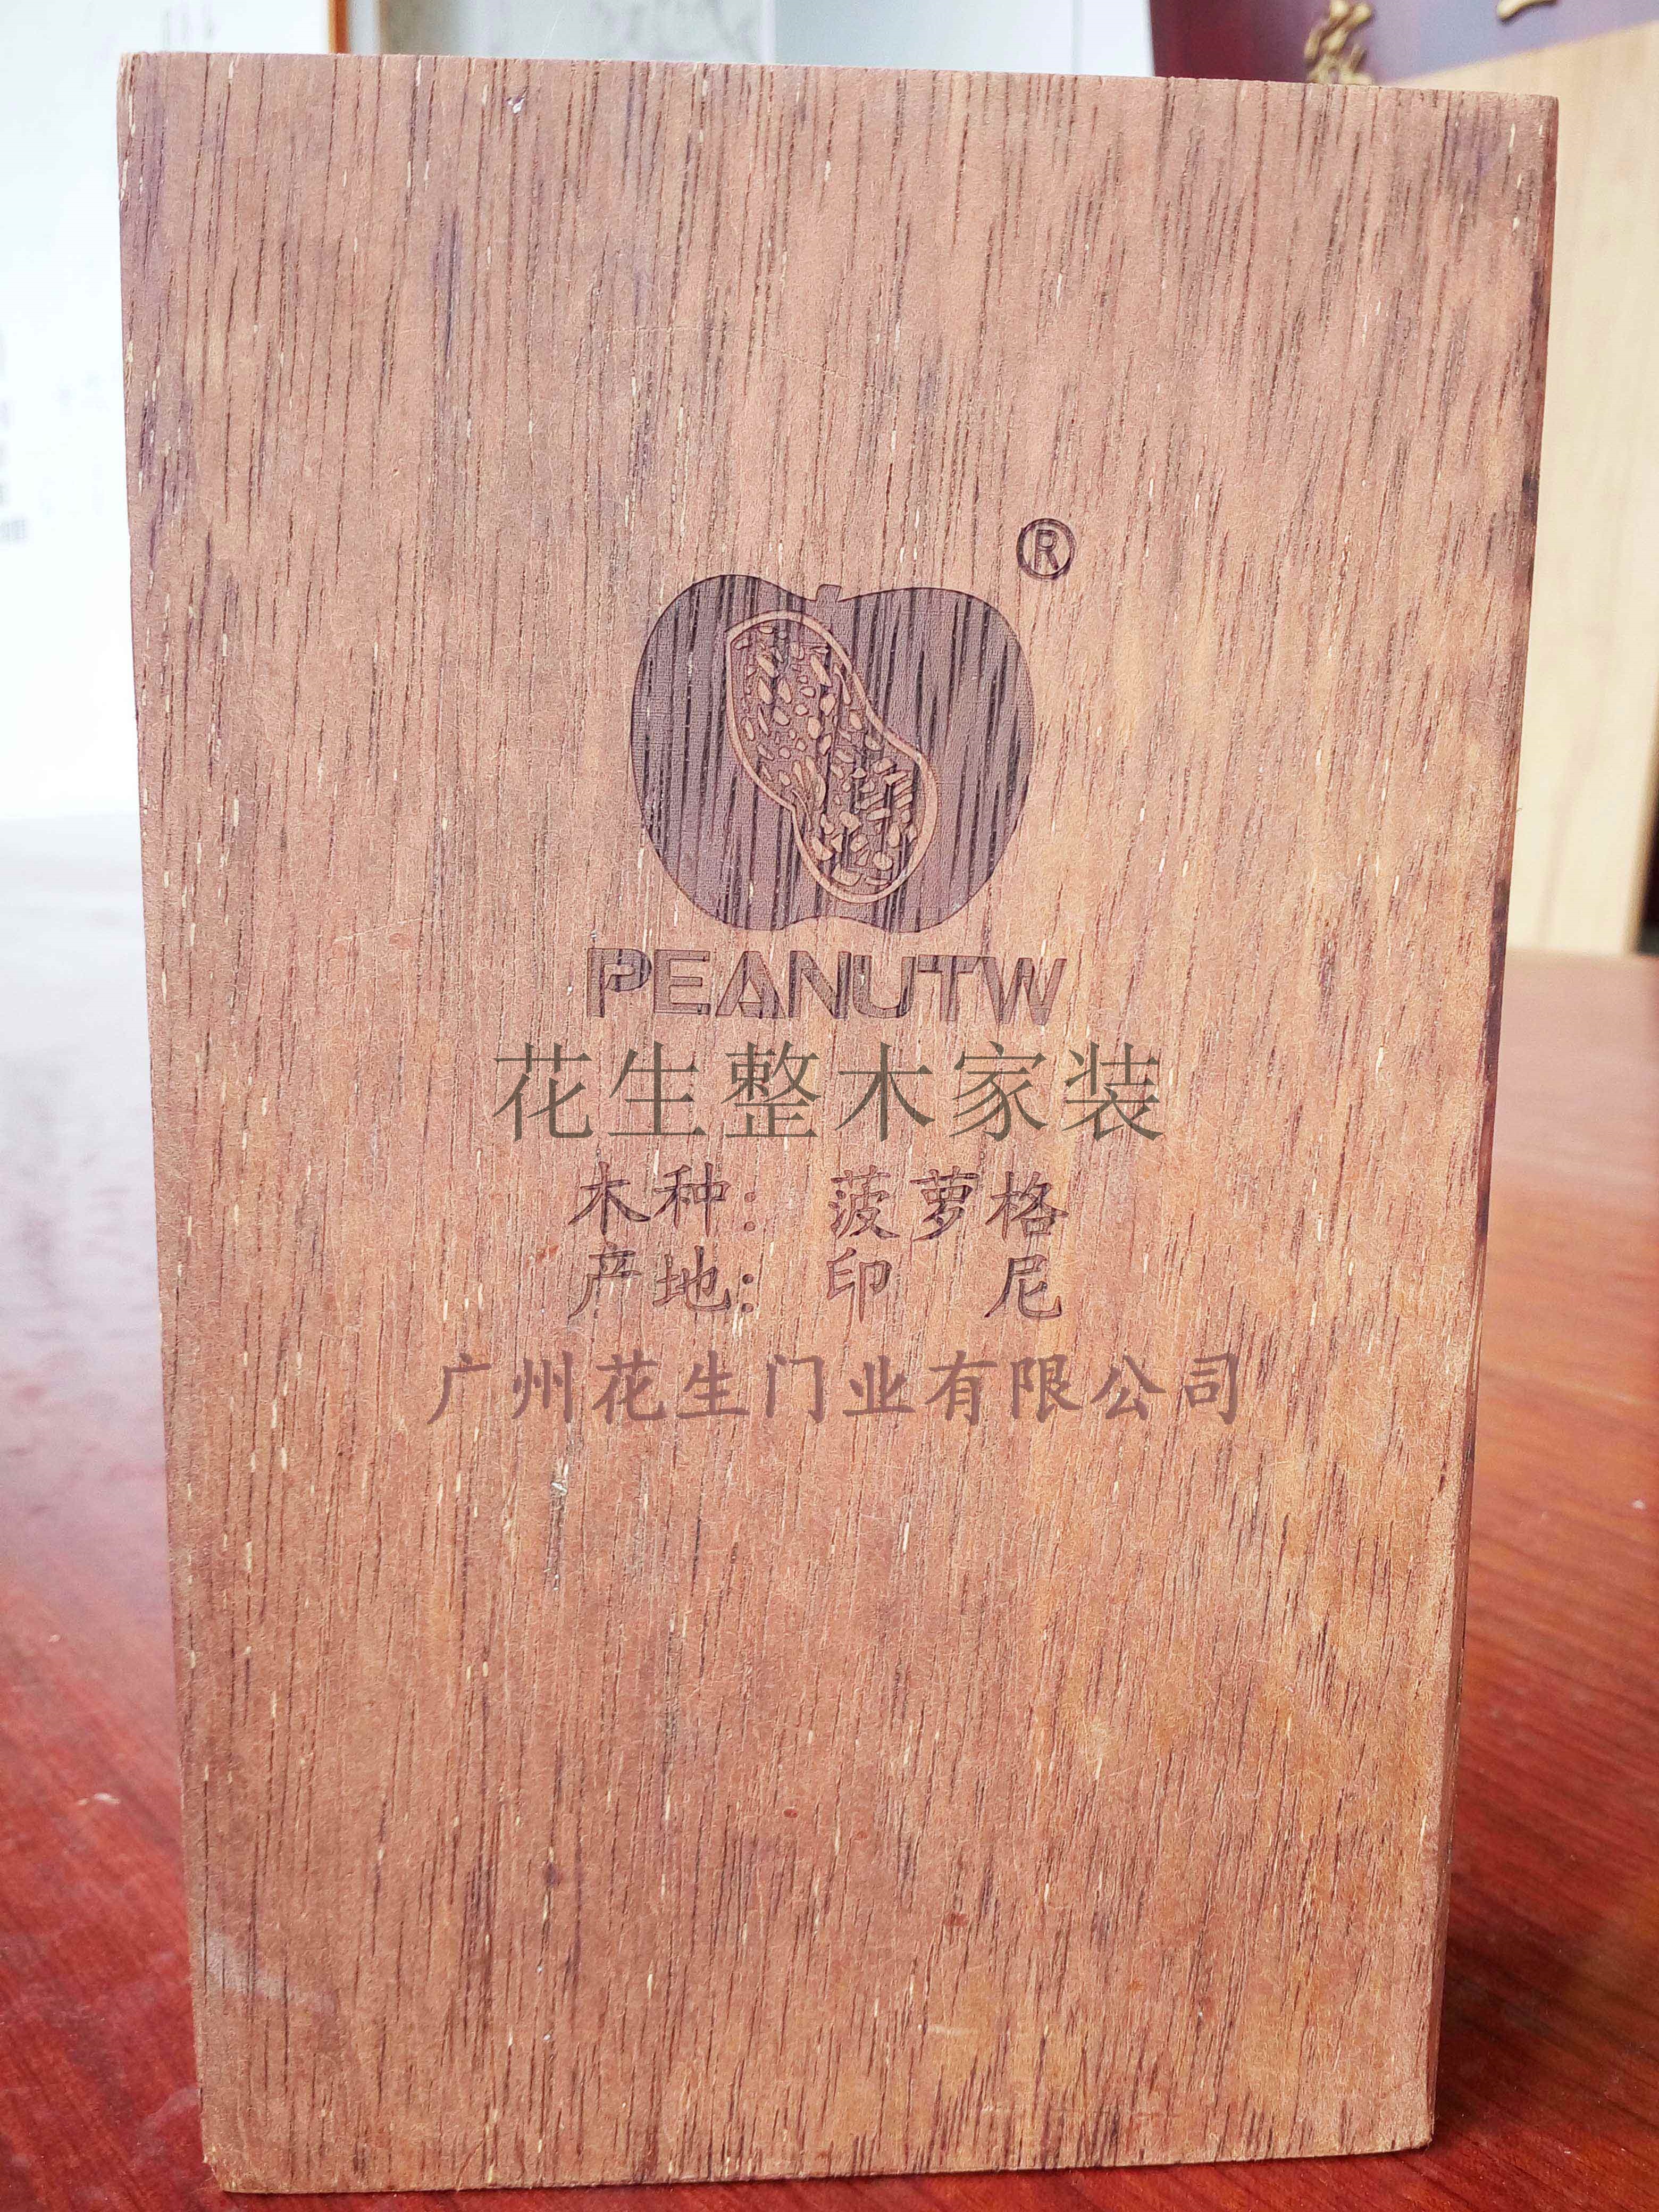 ®
PEANUTW
花生整木家装
木种： 菠萝格
产地： 印 尼
广州花生门业有限公司